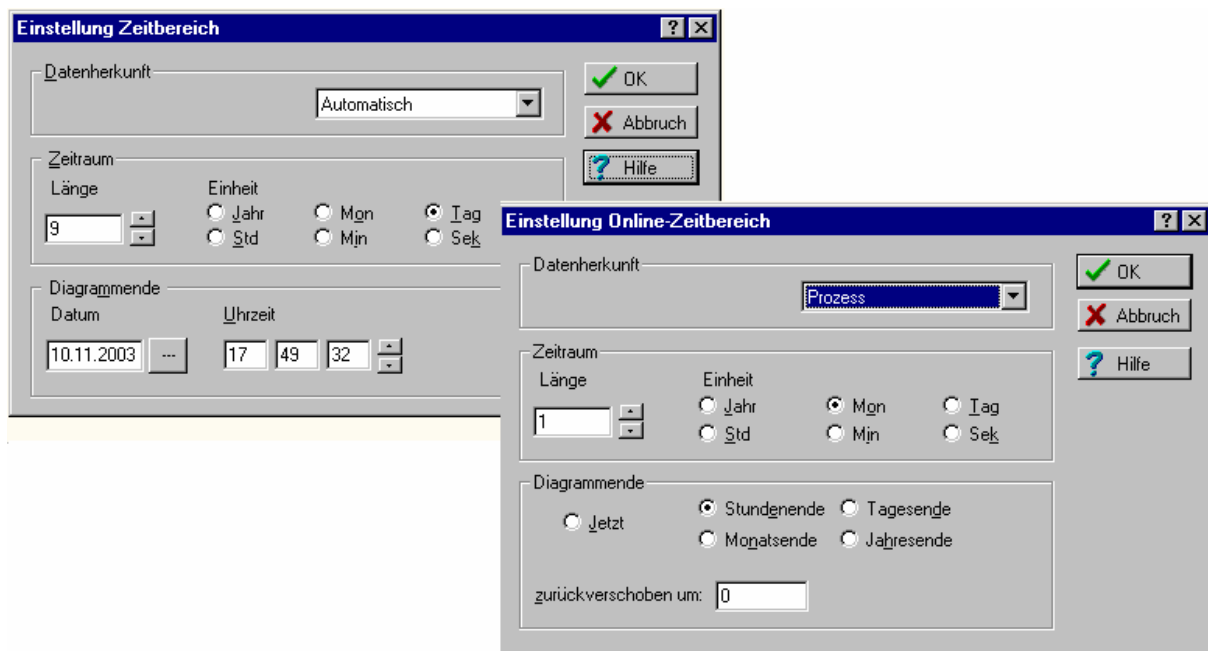 Einstellung Zeitbereich
Datenherkunft
Automatisch
OK
Abbruch
Hilfe
Zeitraum
Länge
Einheit
9
Jahr
Mon
Tag
Std
Min
Sek
Diagrammende
Datum
Uhrzeit
10.11.2003
---
17
49
32
Einstellung Online-Zeitbereich
Datenherkunft
Prozess
OK
Abbruch
Hilfe
Zeitraum
Länge
Einheit
1
Jahr
Mon
Tag
Std
Min
Sek
Diagrammende
Jetzt
Stundenende
Tagesende
Monatsende
Jahresende
zurückverschoben um:
0